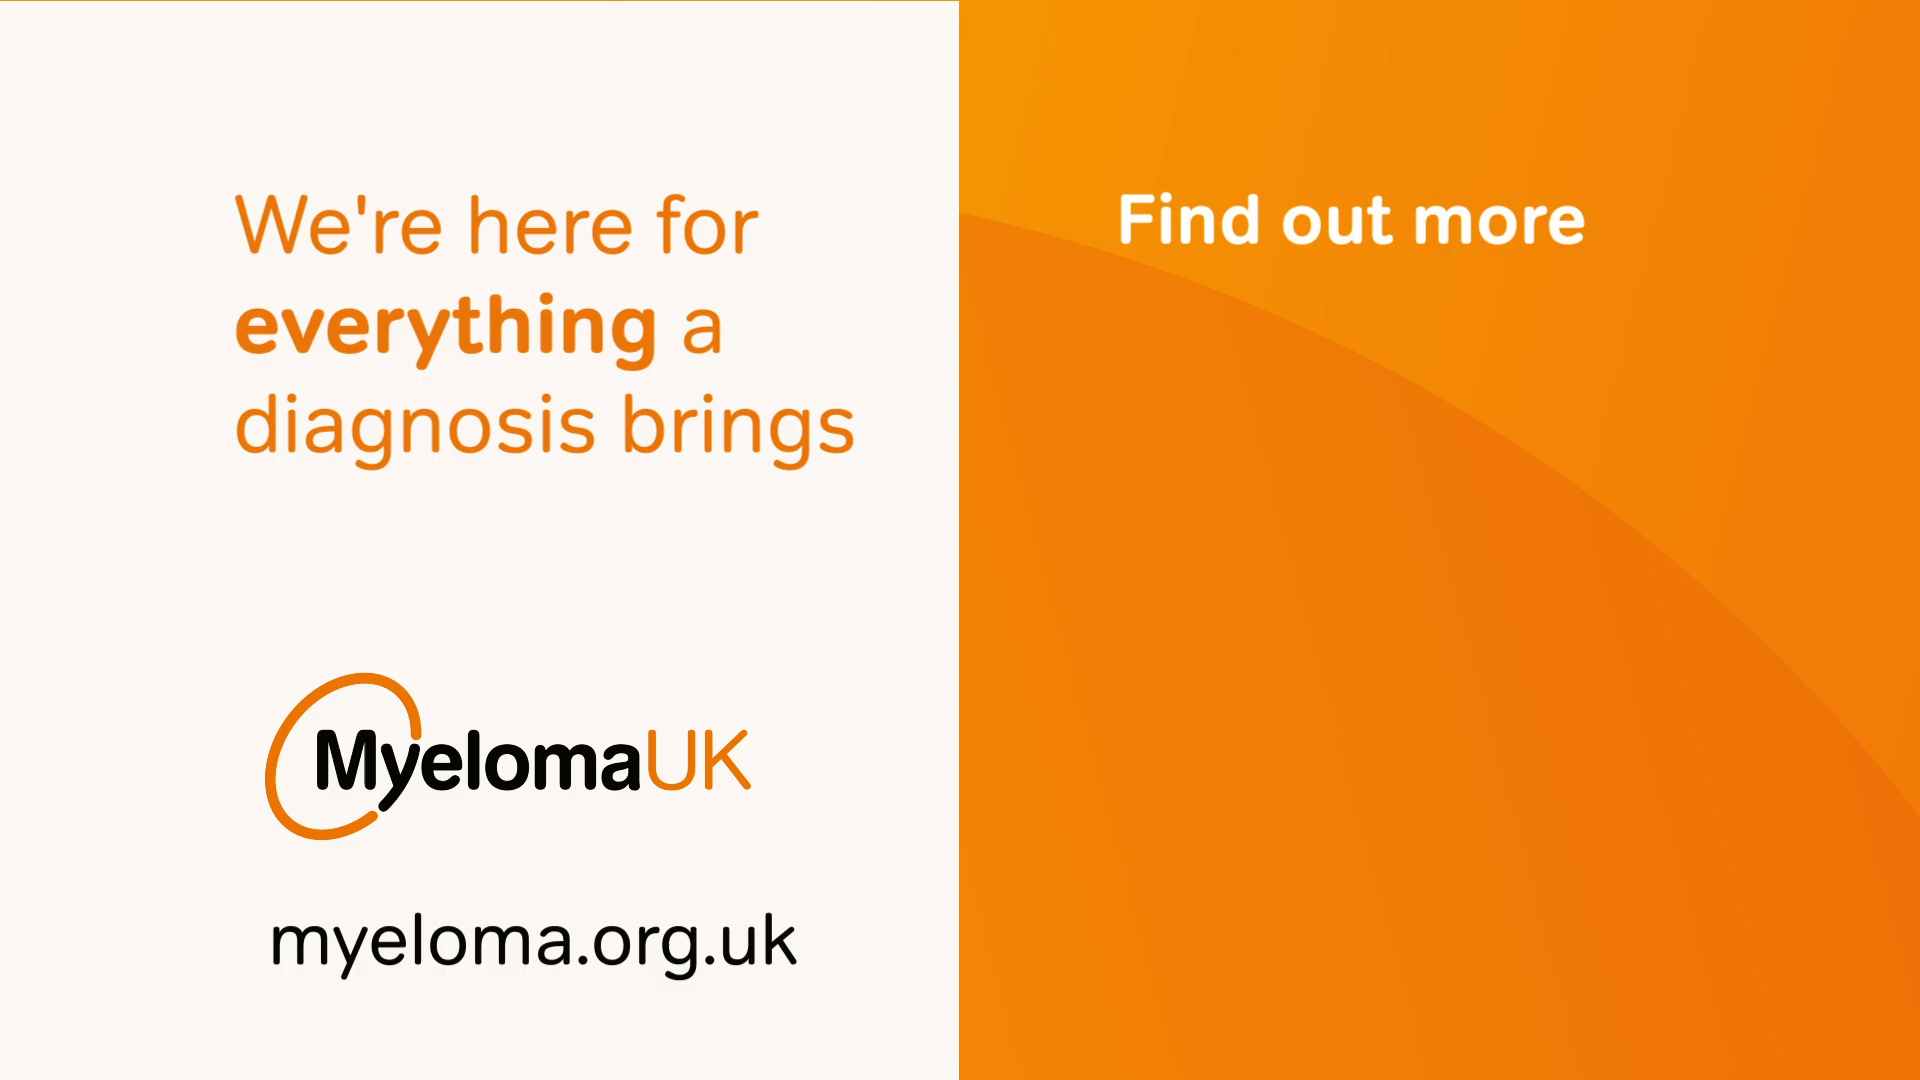 We're here for
everything a
diagnosis brings
MyelomaUK
myeloma.org.uk
Find out more